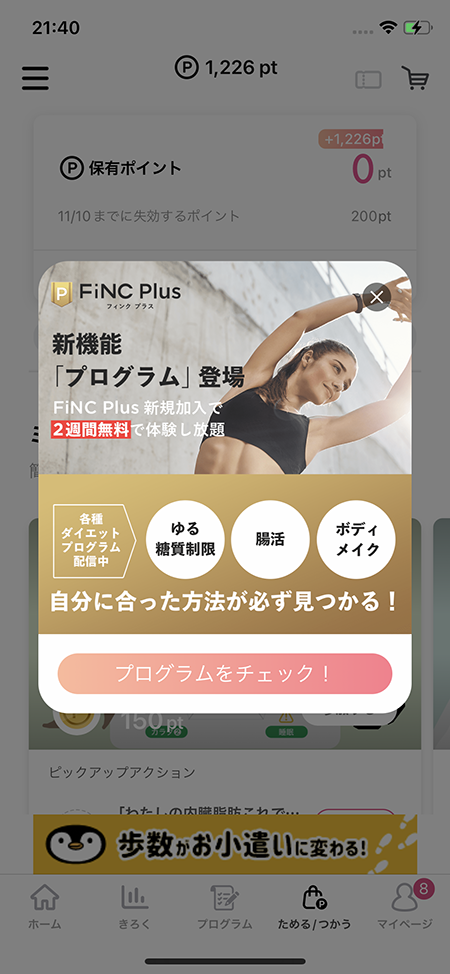 21:40
P 1,226 pt
+1,226pt
P 保有ポイント
0 pt
11/10までに失効するポイント
200pt
P FiNC Plus
フィンク プラス
新機能
「プログラム」登場
FiNC Plus 新規加入で
2週間無料で体験し放題
各種
ダイエット
プログラム
配信中
ゆる
糖質制限
腸活
ボディ
メイク
自分に合った方法が必ず見つかる！
プログラムをチェック！
150pt
カラダ
睡眠
ピックアップアクション
「わたしの内臓脂肪これで…
歩数がお小遣いに変わる!
ホーム
きろく
プログラム
ためる/つかう
8
マイページ